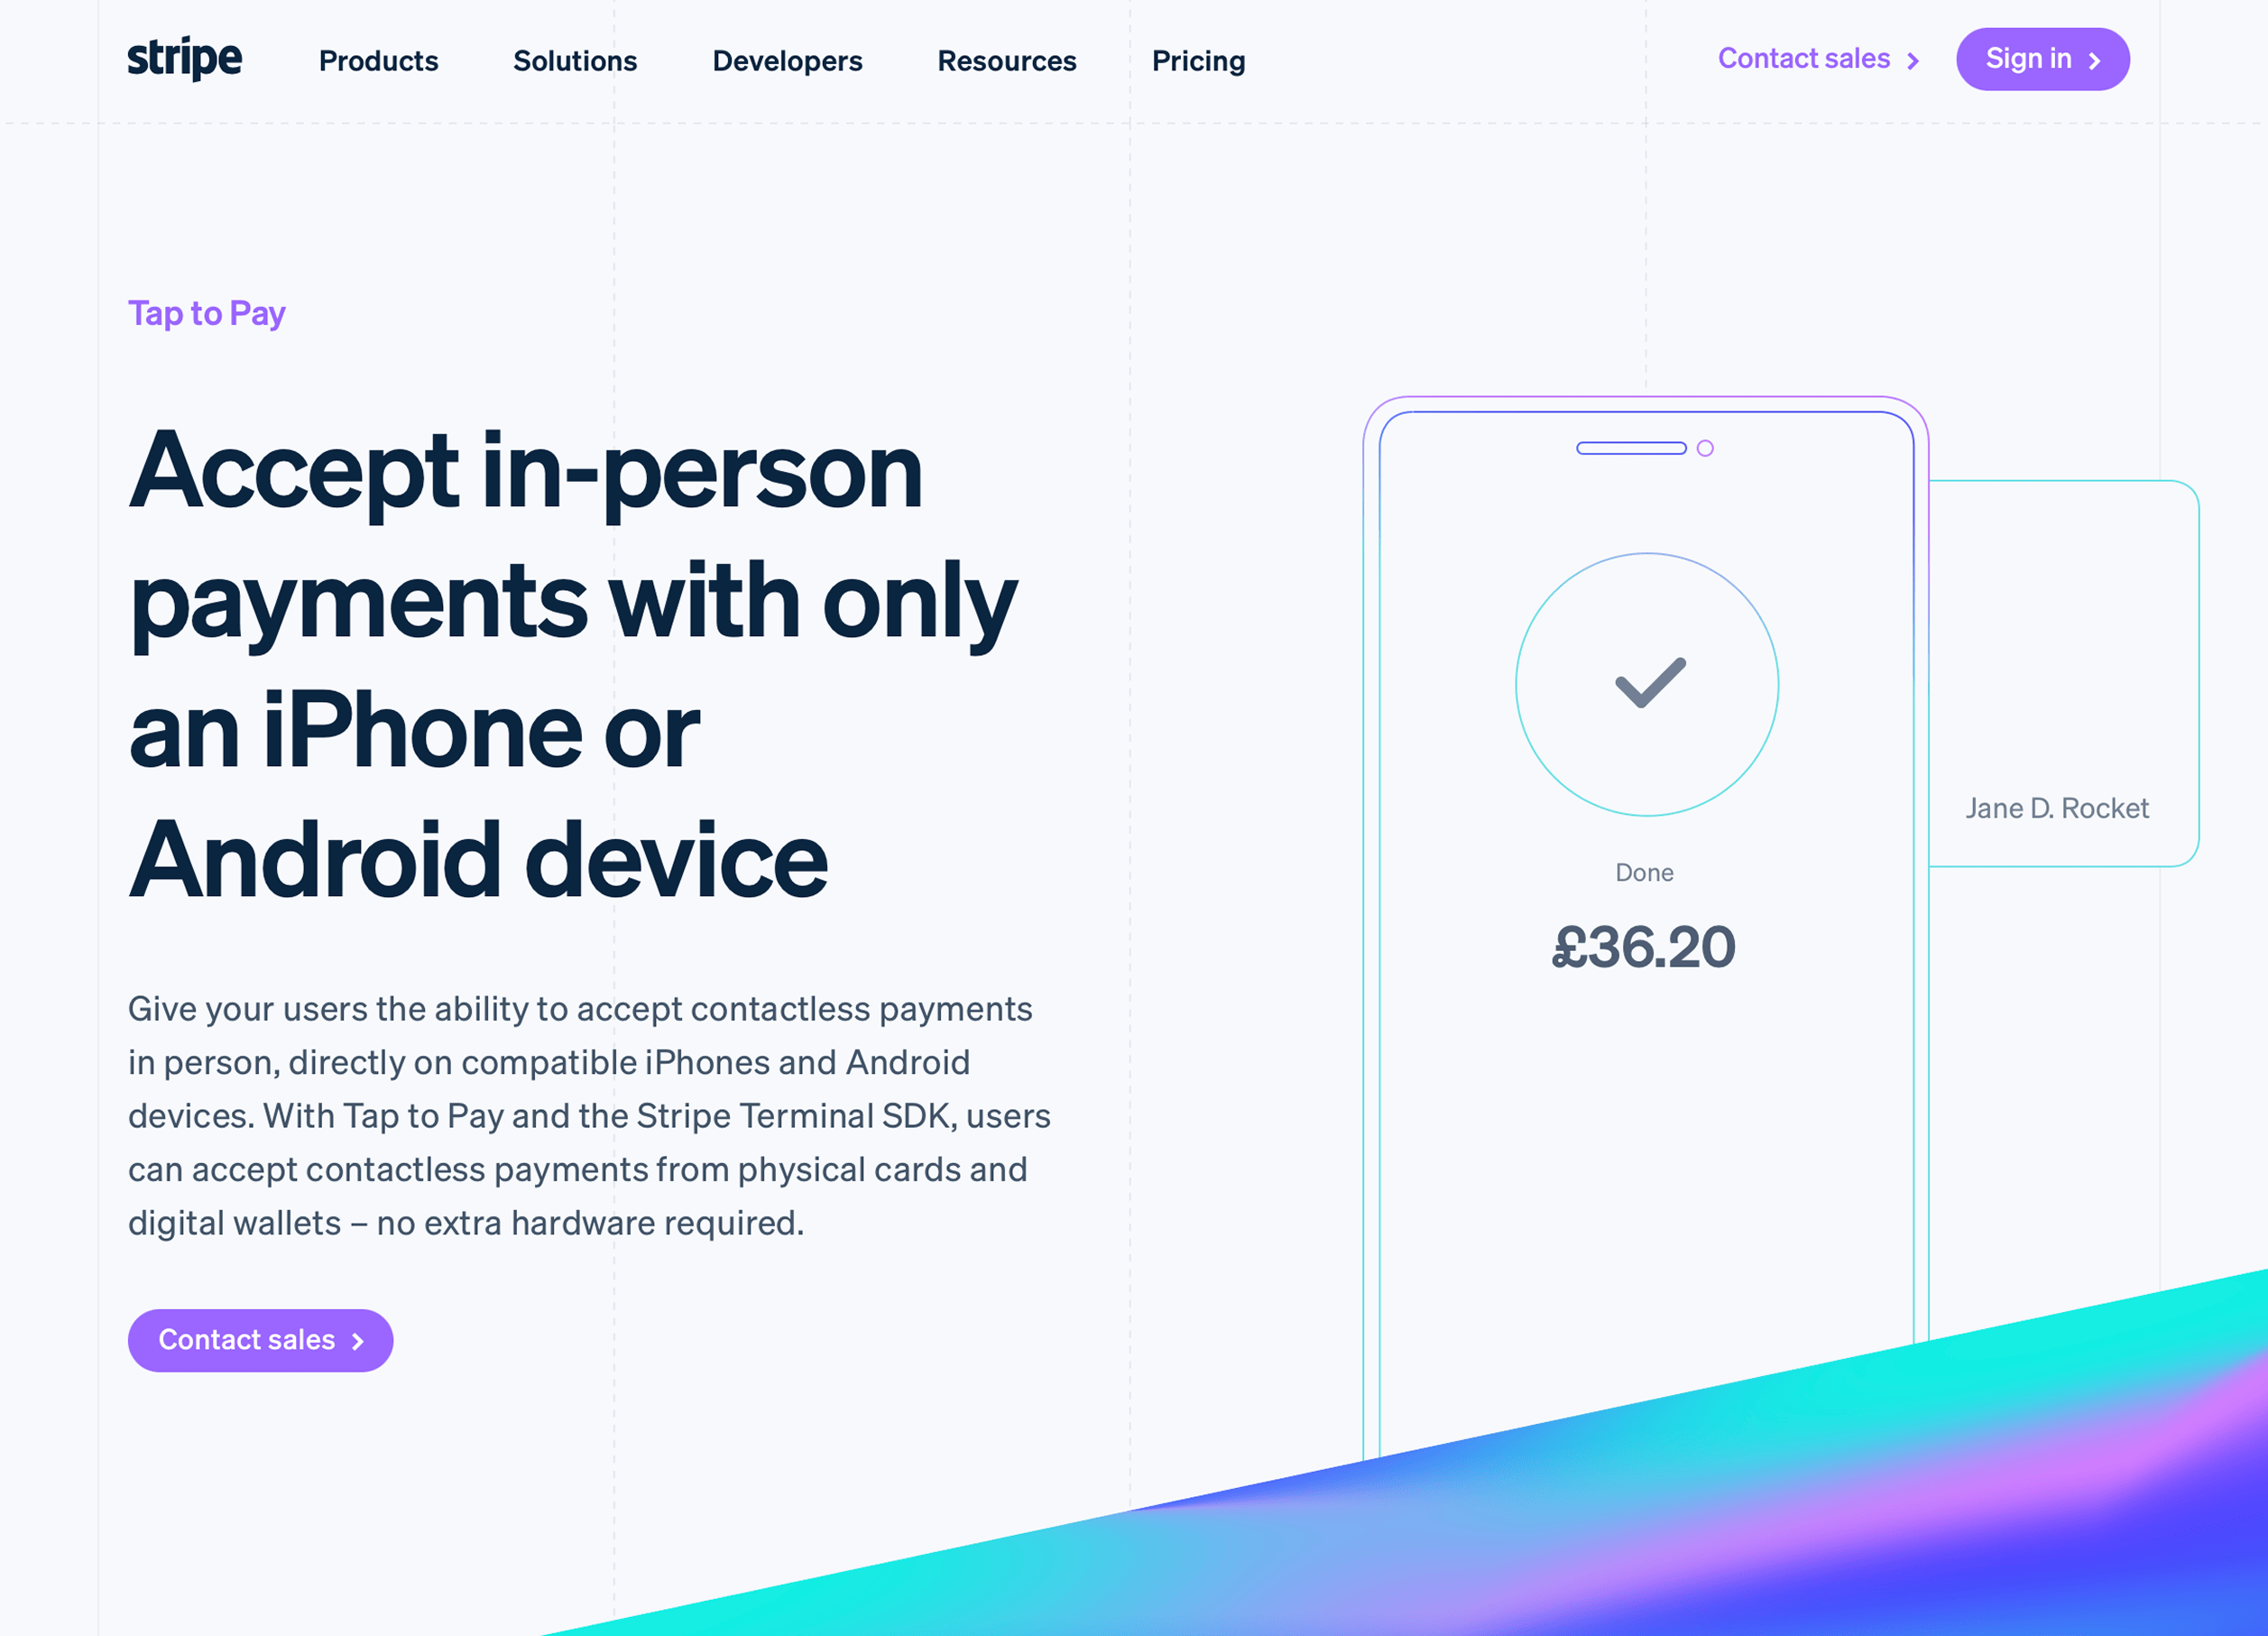 stripe
Products
Solutions
Developers
Resources
Pricing
Contact sales
Sign in
Tap to Pay
Accept in-person
payments with only
an iPhone or
Android device
Give your users the ability to accept contactless payments
in person, directly on compatible iPhones and Android
devices. With Tap to Pay and the Stripe Terminal SDK, users
can accept contactless payments from physical cards and
digital wallets – no extra hardware required.
Contact sales
Jane D. Rocket
Done
£36.20